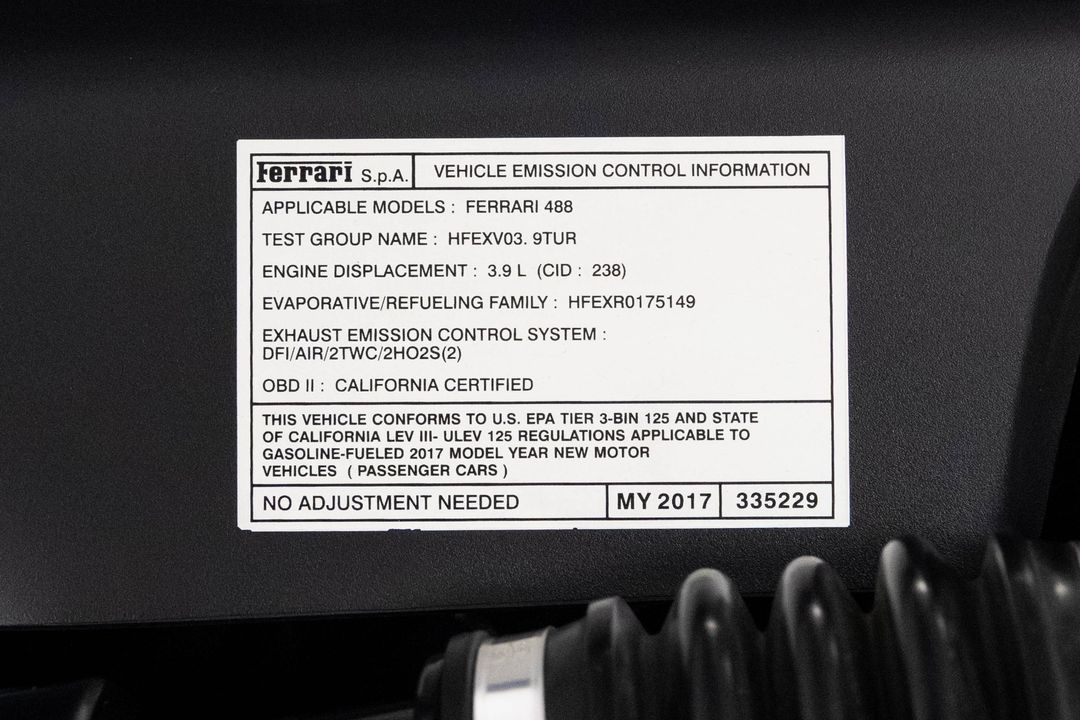 Ferrari S.p.A. VEHICLE EMISSION CONTROL INFORMATION
APPLICABLE MODELS : FERRARI 488
TEST GROUP NAME : HFEXV03. 9TUR
ENGINE DISPLACEMENT : 3.9 L (CID : 238)
EVAPORATIVE/REFUELING FAMILY : HFEXR0175149
EXHAUST EMISSION CONTROL SYSTEM :
DFI/AIR/2TWC/2HO2S(2)
OBD II : CALIFORNIA CERTIFIED
THIS VEHICLE CONFORMS TO U.S. EPA TIER 3-BIN 125 AND STATE
OF CALIFORNIA LEV III- ULEV 125 REGULATIONS APPLICABLE TO
GASOLINE-FUELED 2017 MODEL YEAR NEW MOTOR
VEHICLES ( PASSENGER CARS )
NO ADJUSTMENT NEEDED MY 2017 335229